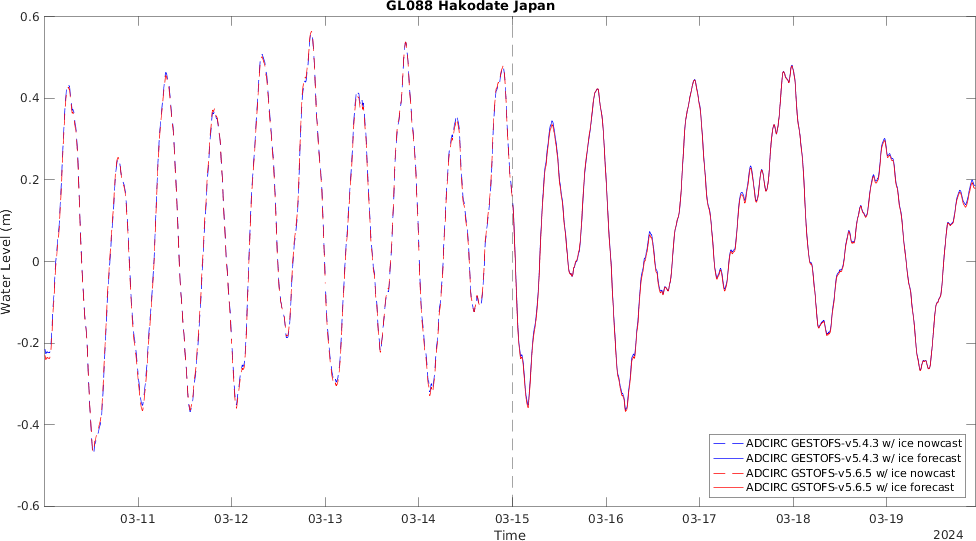 GL088 Hakodate Japan
0.6
0.4
0.2
0
-0.2
-0.4
-0.6
Water Level (m)
03-11 03-12 03-13 03-14 03-15 03-16 03-17 03-18 03-19
Time
2024
ADCIRC GESTOFS-v5.4.3 w/ ice nowcast
ADCIRC GESTOFS-v5.4.3 w/ ice forecast
ADCIRC GSTOFS-v5.6.5 w/ ice nowcast
ADCIRC GSTOFS-v5.6.5 w/ ice forecast